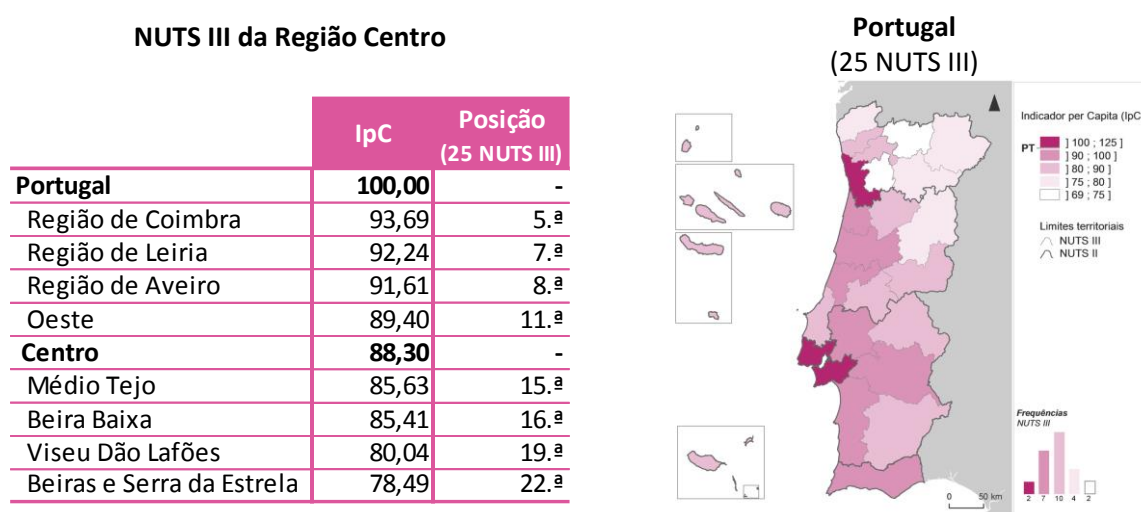 NUTS III da Região Centro
IpC Posição
(25 NUTS III)
Portugal 100,00 -
Região de Coimbra 93,69 5.ª
Região de Leiria 92,24 7.ª
Região de Aveiro 91,61 8.ª
Oeste 89,40 11.ª
Centro 88,30 -
Médio Tejo 85,63 15.ª
Beira Baixa 85,41 16.ª
Viseu Dão Lafões 80,04 19.ª
Beiras e Serra da Estrela 78,49 22.ª
Portugal
(25 NUTS III)
Indicador per Capita (IpC
PT
] 100 ; 125 ]
] 90 ; 100 ]
] 80 ; 90 ]
] 75 ; 80 ]
] 69 ; 75 ]
Limites territoriais
NUTS III
NUTS II
Frequências
NUTS III
2 7 10 4 2
0 50 km